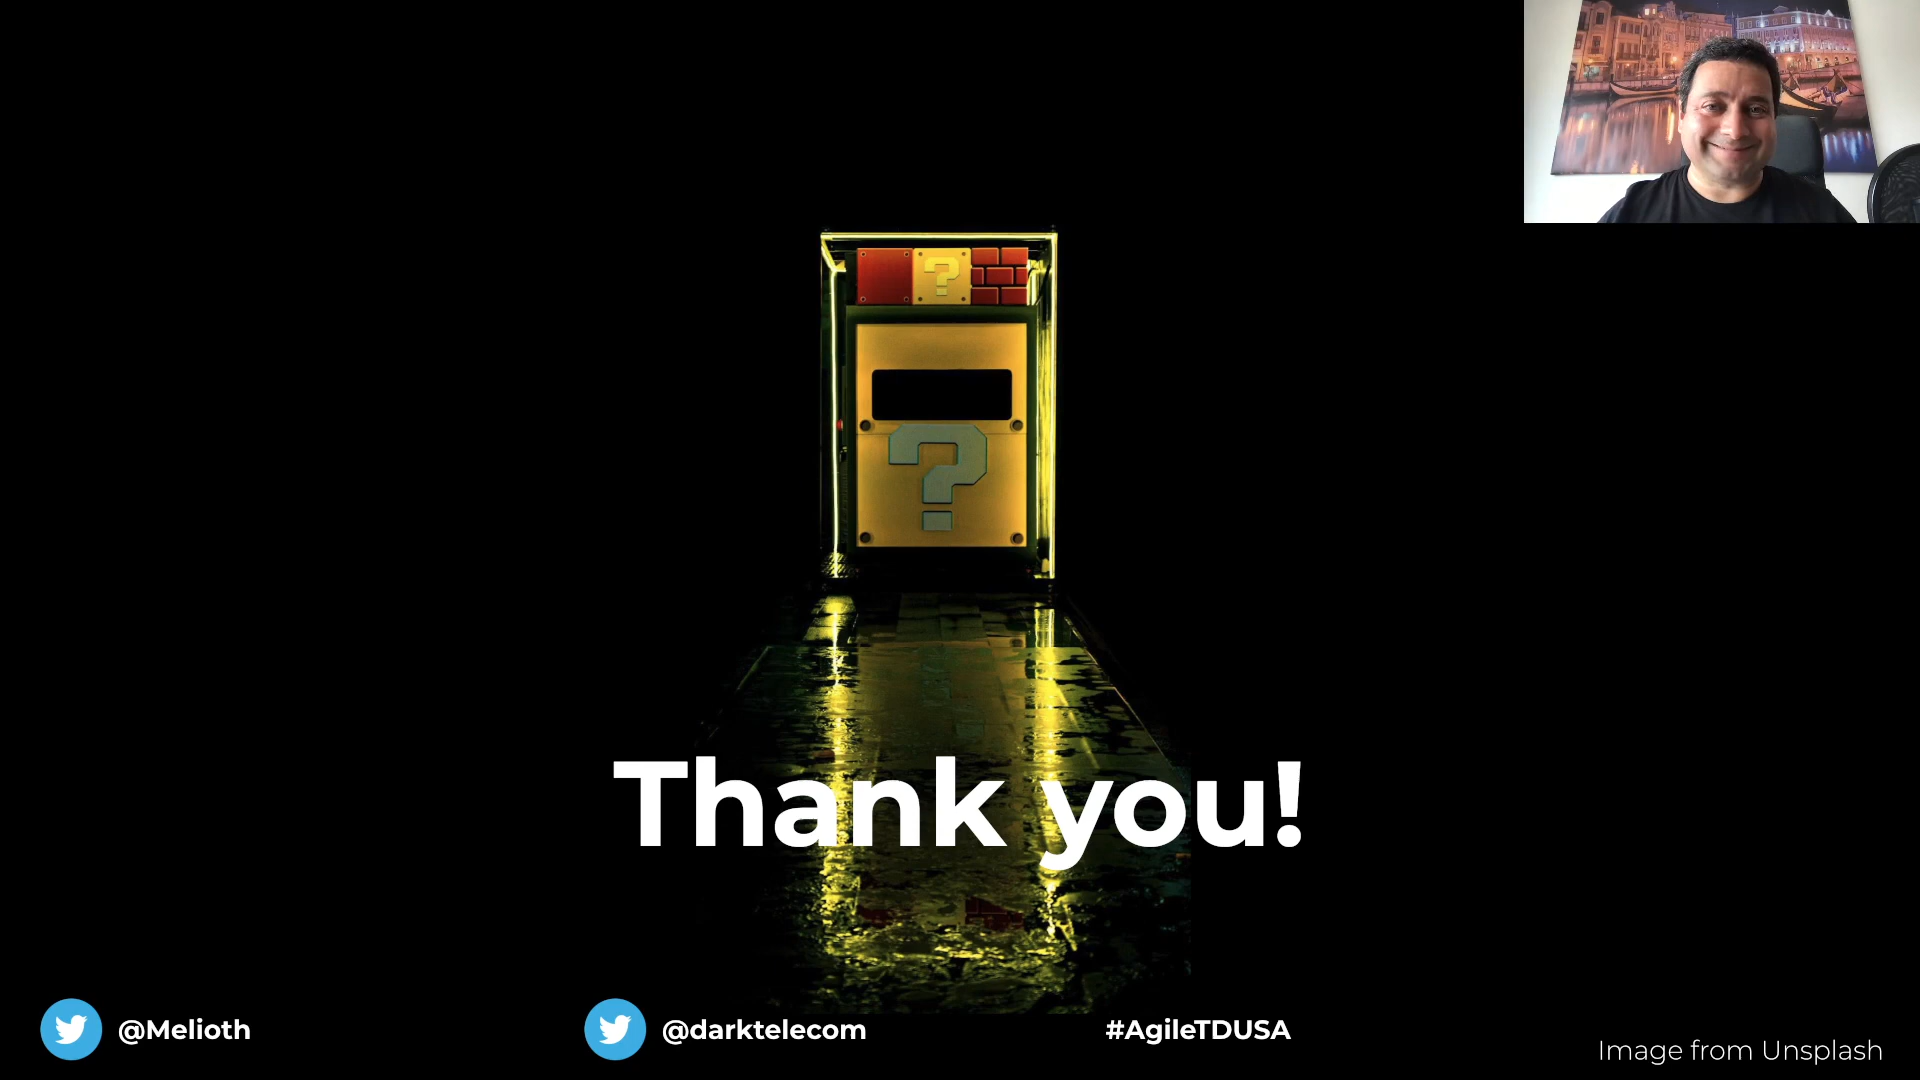 ?
?
Thank you!
@Melioth
@darktelecom
#AgileTDUSA
Image from Unsplash